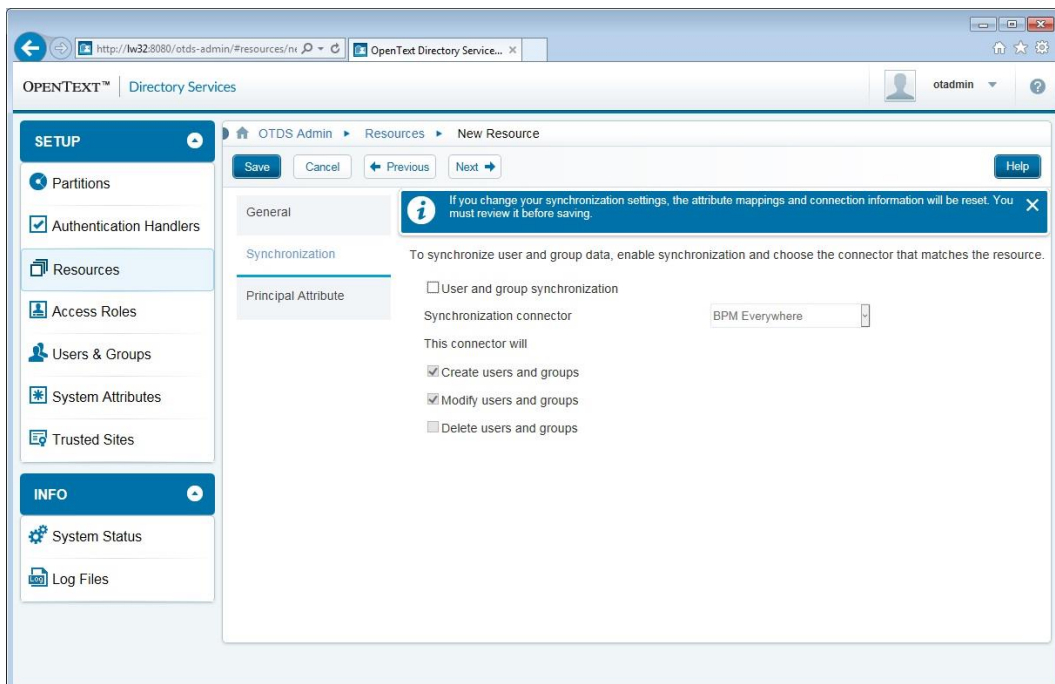 http://lw32:8080/otds-admin/#resources/ne
OpenText Directory Service...
OPENTEXT™ | Directory Services
otadmin
SETUP
Partitions
Authentication Handlers
Resources
Access Roles
Users & Groups
System Attributes
Trusted Sites
INFO
System Status
Log
Log Files
OTDS Admin ▸ Resources ▸ New Resource
Save Cancel Previous Next Help
General
Synchronization
Principal Attribute
If you change your synchronization settings, the attribute mappings and connection information will be reset. You
must review it before saving.
To synchronize user and group data, enable synchronization and choose the connector that matches the resource.
User and group synchronization
Synchronization connector BPM Everywhere
This connector will
Create users and groups
Modify users and groups
Delete users and groups